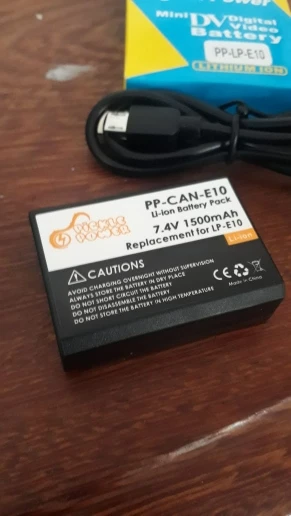 Power
Mini DV Digital
Video
Battery
PP-LP-E10
LITHIUM ION
PICKLE
POWER
PP-CAN-E10
Li-Ion Battery Pack
7.4V 1500mAh
Replacement for LP-E10
Li-ion
CAUTIONS
AVOID CHARGING OVERNIGHT WITHOUT SUPERVISION
ALWAYS STORE THE BATTERY IN DRY PLACE
DO NOT SHORT CIRCUIT THE BATTERY
DO NOT DISASSEMBLE THE BATTERY
DO NOT STORE THE BATTERY IN HIGH TEMPERATURE
CE
Made in China